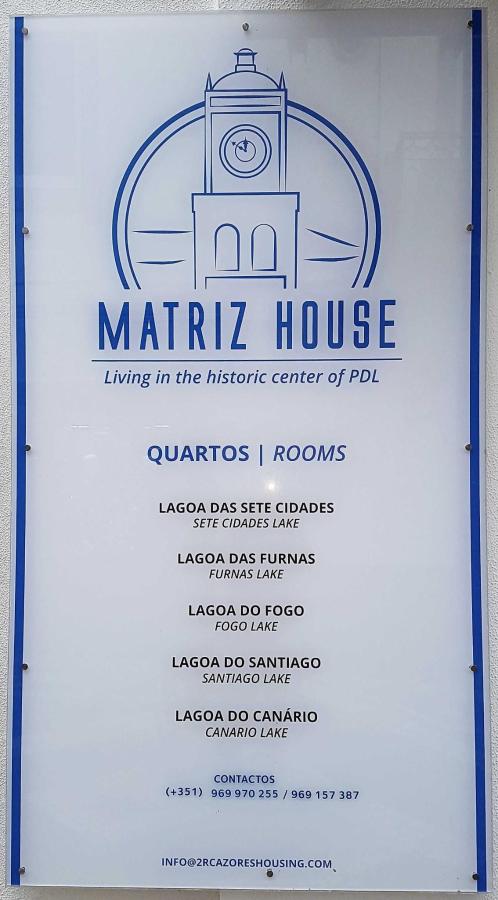 MATRIZ HOUSE
Living in the historic center of PDL
QUARTOS | ROOMS
LAGOA DAS SETE CIDADES
SETE CIDADES LAKE
LAGOA DAS FURNAS
FURNAS LAKE
LAGOA DO FOGO
FOGO LAKE
LAGOA DO SANTIAGO
SANTIAGO LAKE
LAGOA DO CANÁRIO
CANARIO LAKE
CONTACTOS
(+351) 969 970 255 / 969 157 387
INFO@2RCAZORESHOUSING.COM